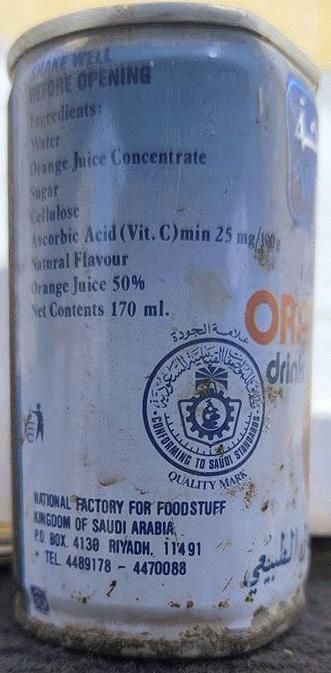 SHAKE WELL
BEFORE OPENING
Ingredients:
Water
Orange Juice Concentrate
Sugar
Cellulose
Ascorbic Acid (Vit. C) min 25 mg/100 g
Natural Flavour
Orange Juice 50%
Net Contents 170 ml.
OR
drink
علامة الجودة
CONFORMING TO SAUDI STANDARDS
QUALITY MARK
NATIONAL FACTORY FOR FOODSTUFF
KINGDOM OF SAUDI ARABIA
P.O. BOX. 4130 RIYADH, 11491
TEL. 4489178 - 4470088
الطبيعي